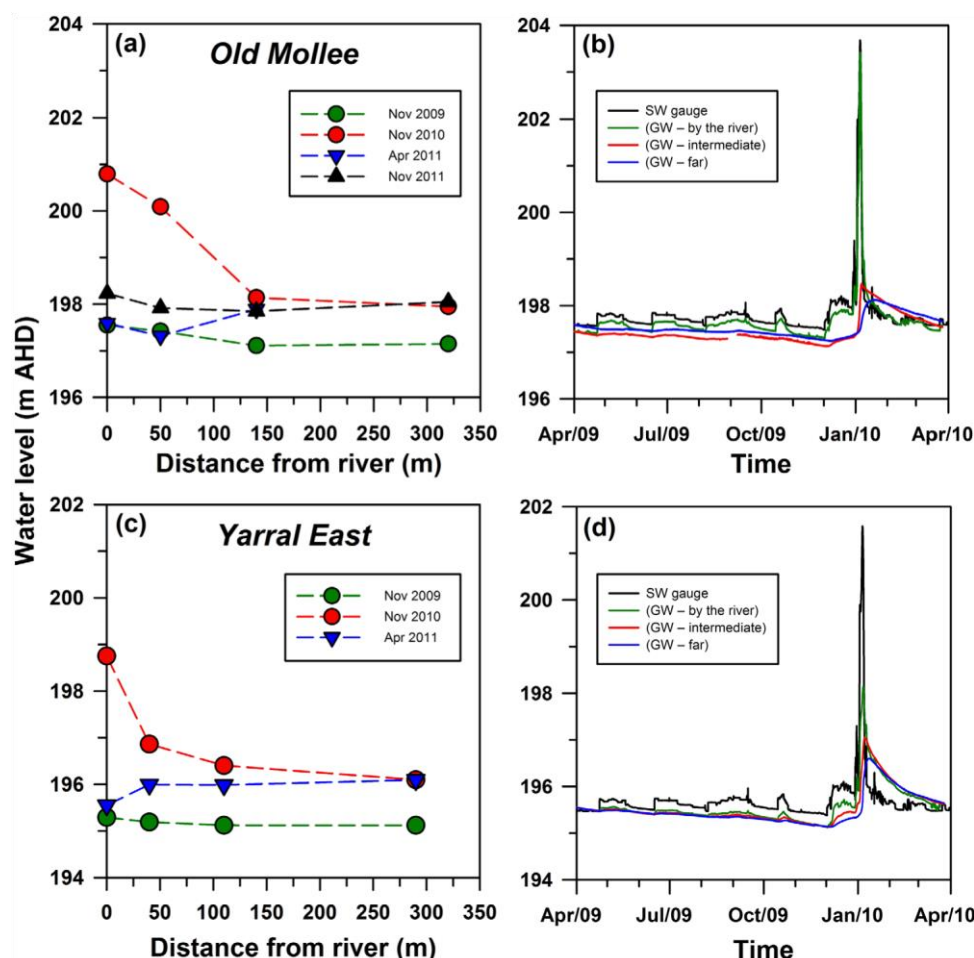 (a)
Old Mollee
Nov 2009
Nov 2010
Apr 2011
Nov 2011
204
202
200
198
196
0 50 100 150 200 250 300 350
Distance from river (m)
(b)
SW gauge
(GW – by the river)
(GW – intermediate)
(GW – far)
204
202
200
198
196
Apr/09 Jul/09 Oct/09 Jan/10 Apr/10
Time
Water level (m AHD)
(c)
Yarral East
Nov 2009
Nov 2010
Apr 2011
202
200
198
196
194
0 50 100 150 200 250 300 350
Distance from river (m)
(d)
SW gauge
(GW – by the river)
(GW – intermediate)
(GW – far)
202
200
198
196
194
Apr/09 Jul/09 Oct/09 Jan/10 Apr/10
Time